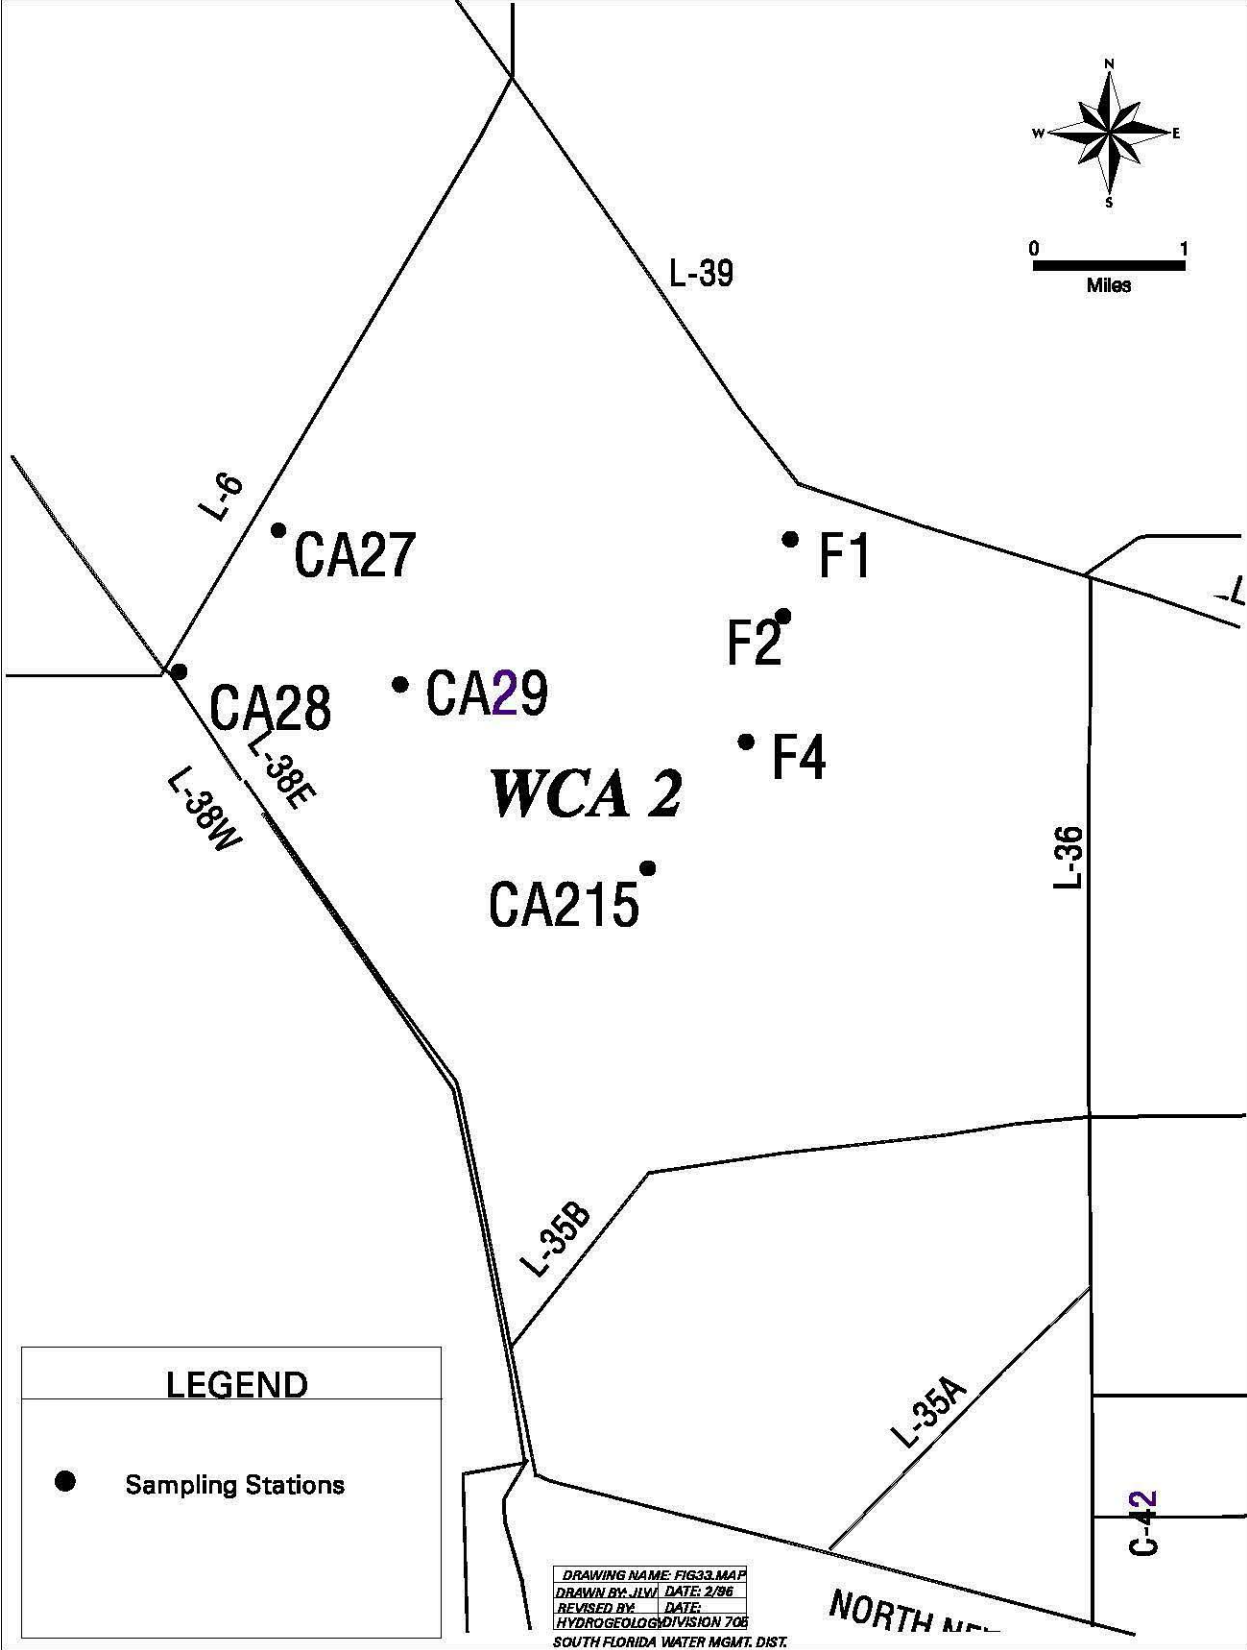 N
W E
S
0 1
Miles
L-39
L-6
CA27
F1
F2
CA28
CA29
L-38E
L-38W
F4
WCA 2
L-36
CA215
L-35B
L-35A
C-42
LEGEND
Sampling Stations
DRAWING NAME: FIG33.MAP
DRAWN BY: JLW DATE: 2/96
REVISED BY: DATE:
HYDROGEOLOGY DIVISION 705
SOUTH FLORIDA WATER MGMT. DIST.
NORTH